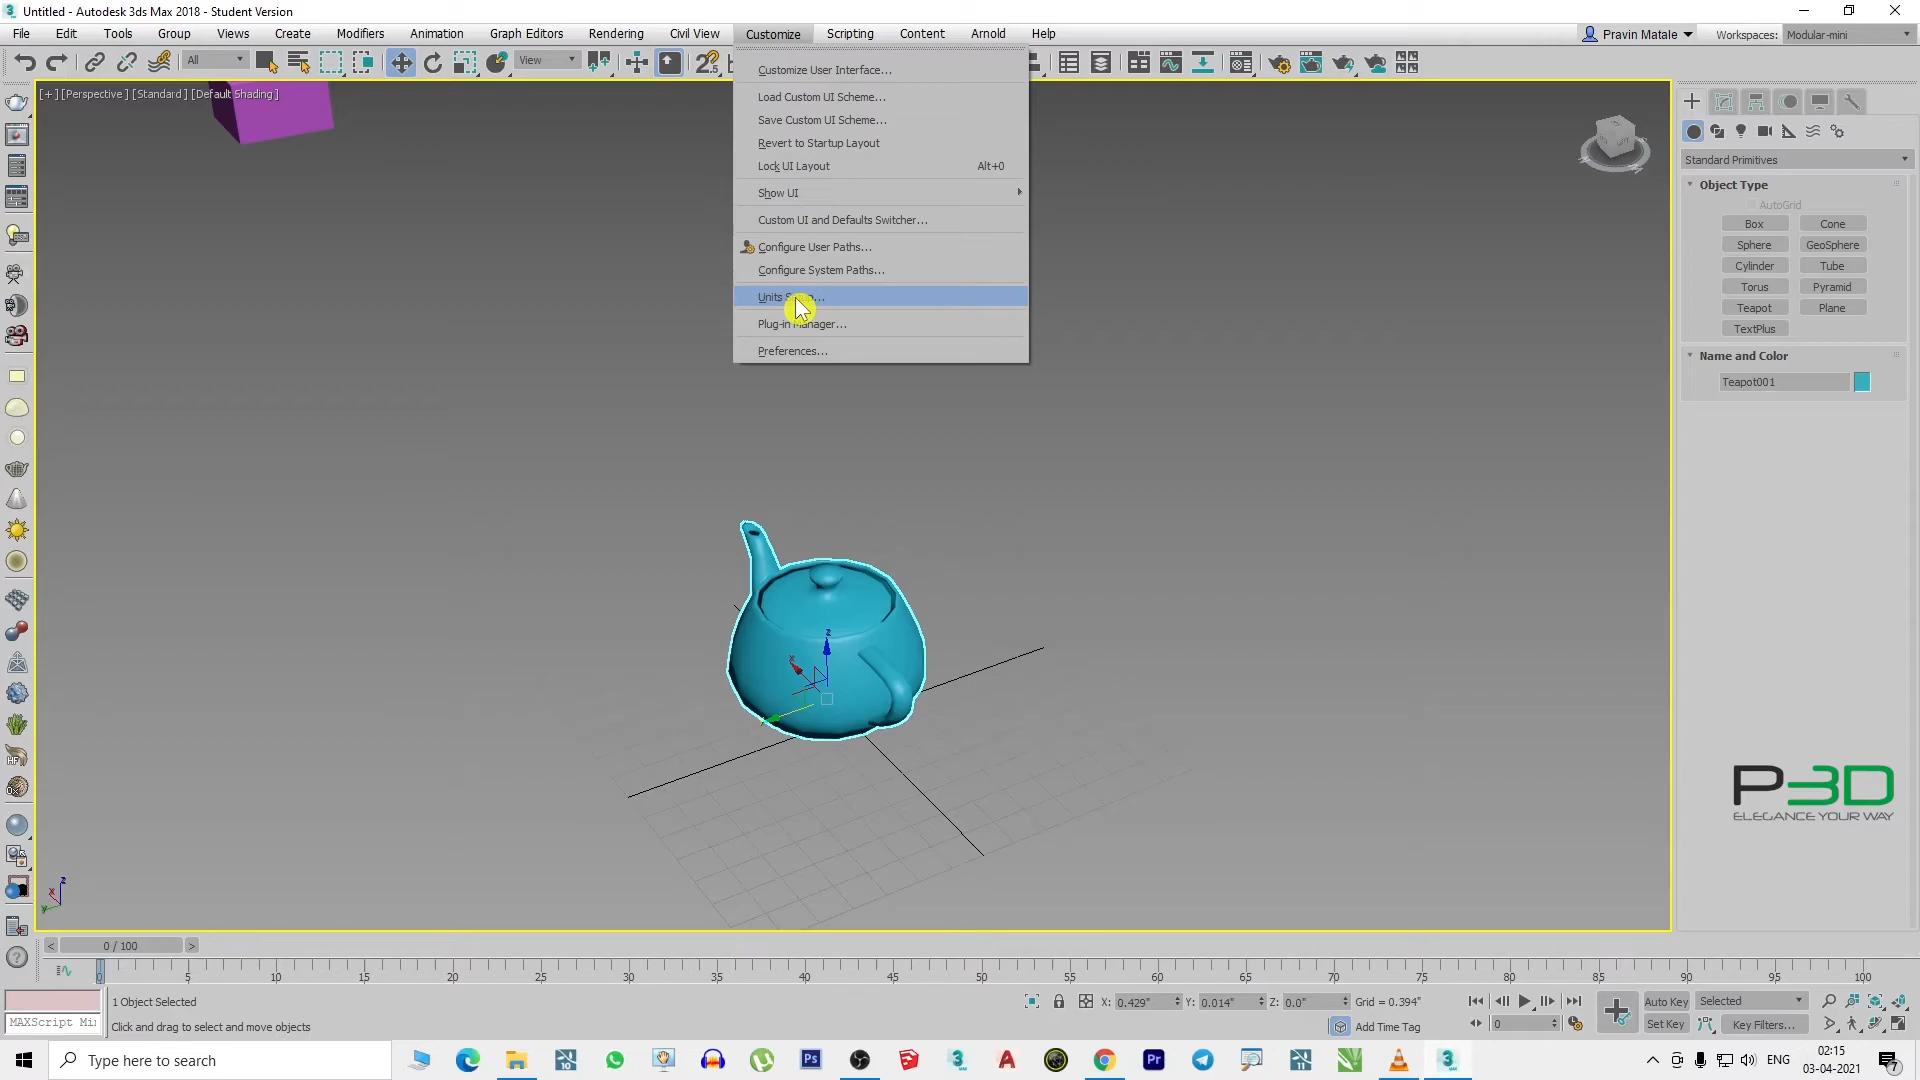 Untitled - Autodesk 3ds Max 2018 - Student Version
File Edit Tools Group Views Create Modifiers Animation Graph Editors Rendering Civil View Customize Scripting Content Arnold Help
Pravin Matale
Workspaces: Modular-mini
All
View
[+] [Perspective] [Standard] [Default Shading]
Customize User Interface...
Load Custom UI Scheme...
Save Custom UI Scheme...
Revert to Startup Layout
Lock UI Layout Alt+0
Show UI
Custom UI and Defaults Switcher...
Configure User Paths...
Configure System Paths...
Units
Plug-in Manager...
Preferences...
Standard Primitives
Object Type
AutoGrid
Box Cone
Sphere GeoSphere
Cylinder Tube
Torus Pyramid
Teapot Plane
TextPlus
Name and Color
Teapot001
z
x
z
x
y
P3D
ELEGANCE YOUR WAY
< 0 / 100 >
0 5 10 15 20 25 30 35 40 45 50 55 60 65 70 75 80 85 90 95 100
1 Object Selected
X: 0.429" Y: 0.014" Z: 0.0" Grid = 0.394"
Auto Key Selected
MAXScript Mi
Click and drag to select and move objects
Add Time Tag
0
Set Key Key Filters...
Type here to search
ENG
02:15
03-04-2021
7